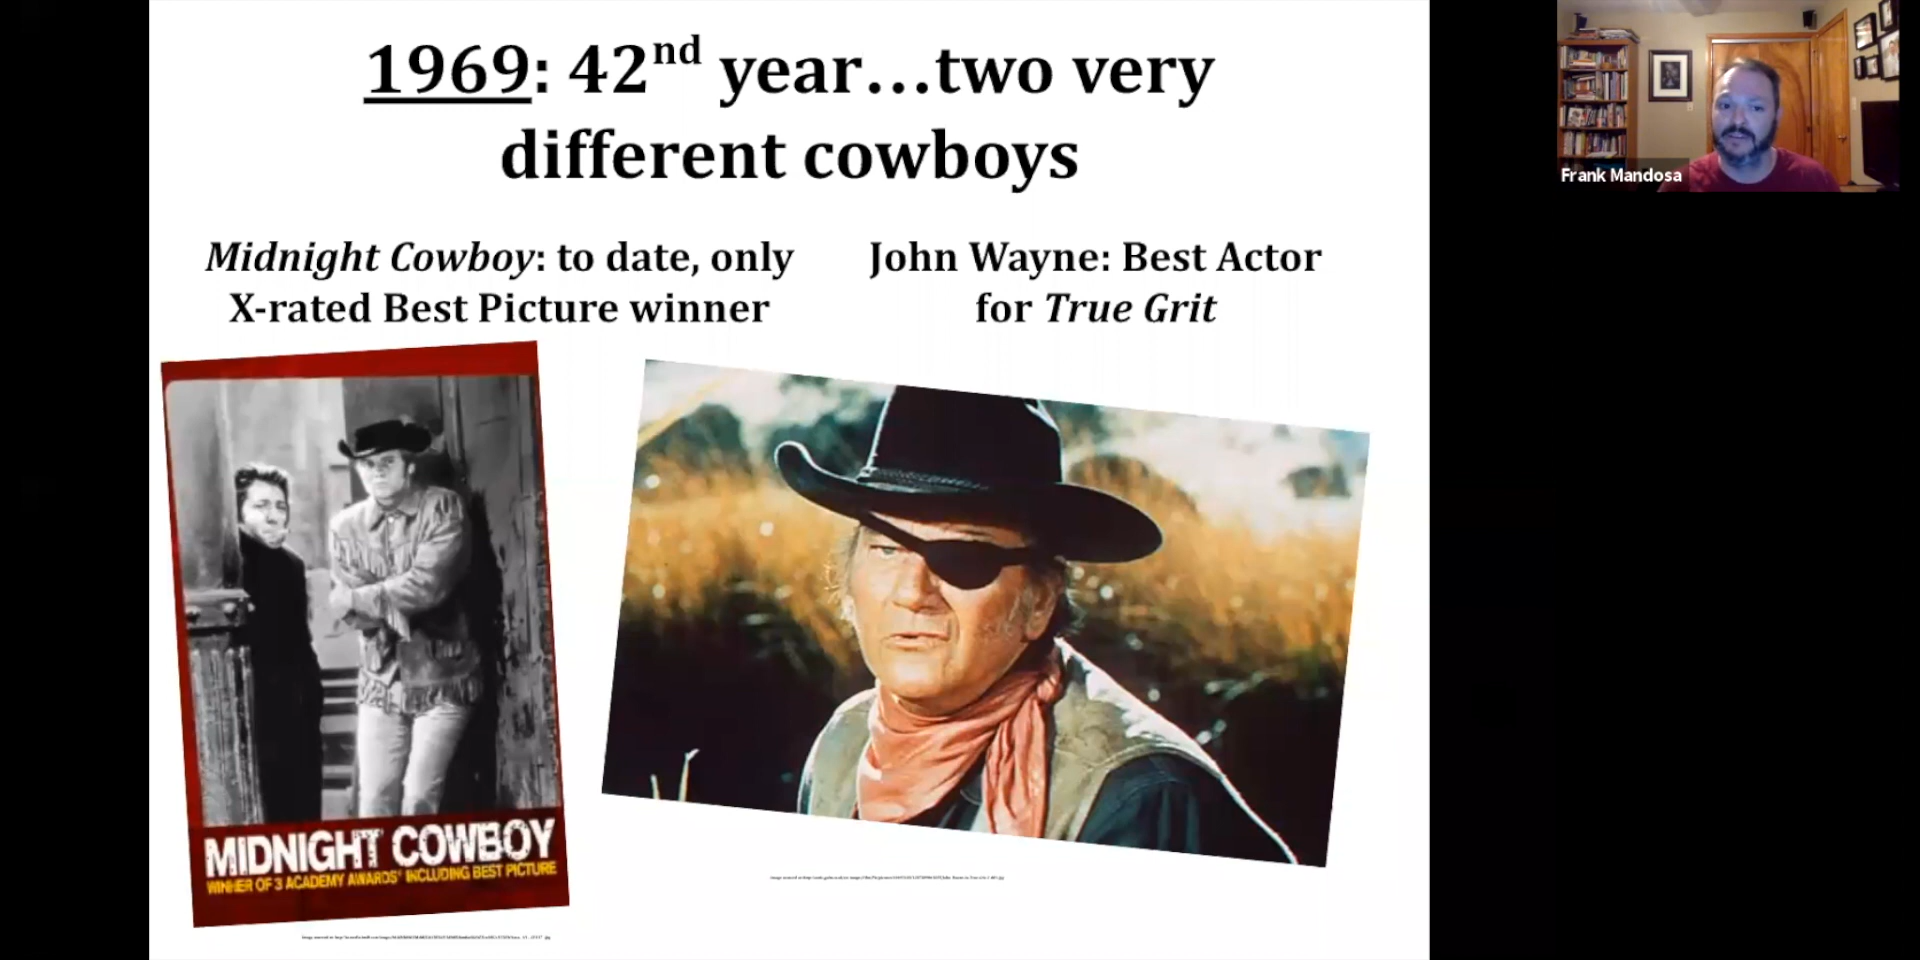 1969: 42nd year…two very
different cowboys
Midnight Cowboy: to date, only
X-rated Best Picture winner
John Wayne: Best Actor
for True Grit
MIDNIGHT COWBOY
WINNER OF 3 ACADEMY AWARDS® INCLUDING BEST PICTURE
Frank Mandosa